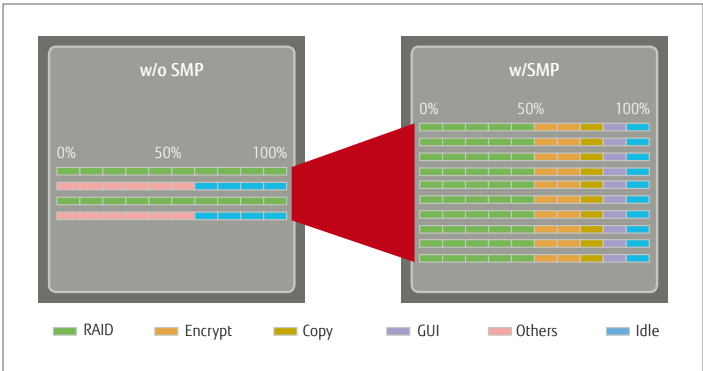 w/o SMP
0% 50% 100%
w/SMP
0% 50% 100%
RAID Encrypt Copy GUI Others Idle